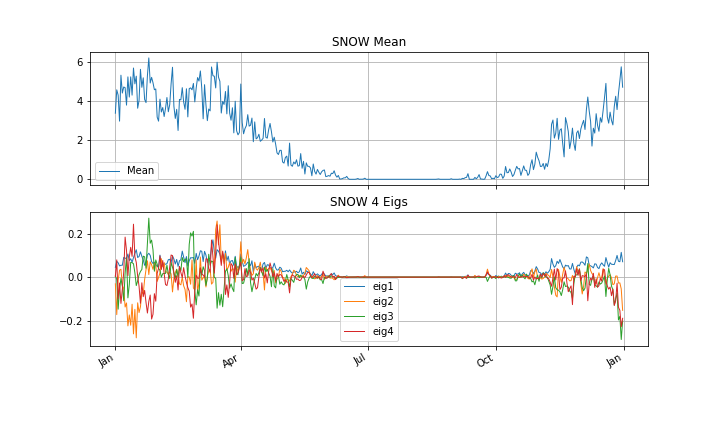 SNOW Mean
6
4
2
0
Mean
SNOW 4 Eigs
0.2
0.0
−0.2
eig1
eig2
eig3
eig4
Jan
Apr
Jul
Oct
Jan